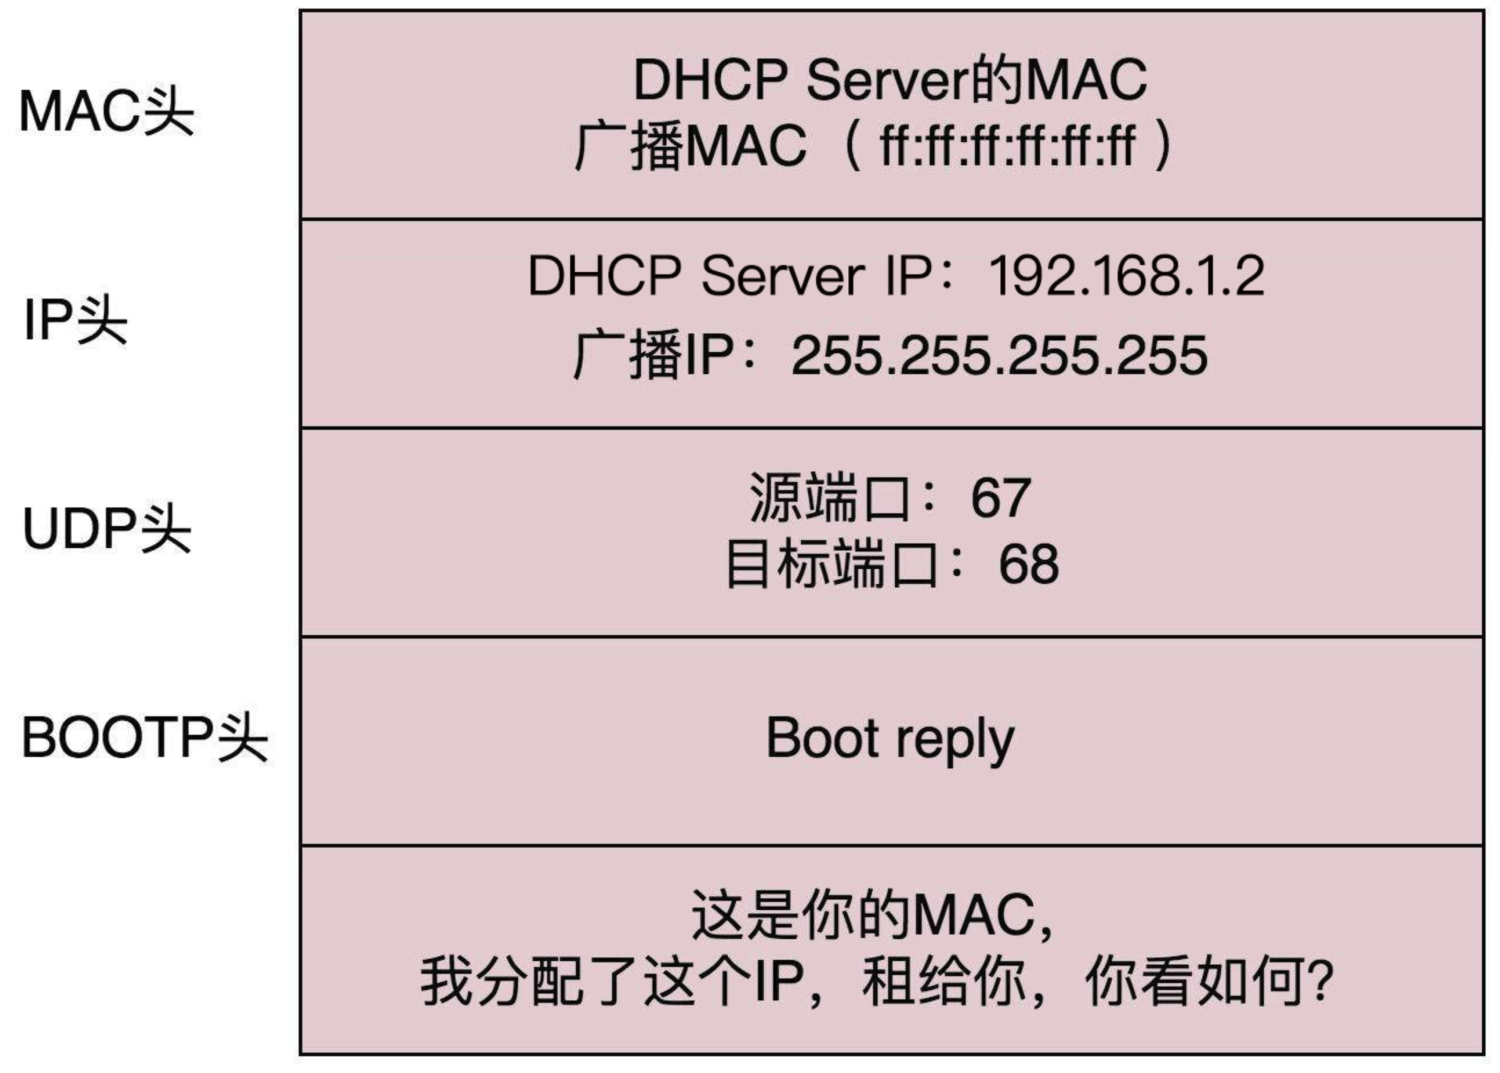 MAC头
DHCP Server的MAC
广播MAC（ff:ff:ff:ff:ff:ff）
IP头
DHCP Server IP：192.168.1.2
广播IP：255.255.255.255
UDP头
源端口：67
目标端口：68
BOOTP头
Boot reply
这是你的MAC，
我分配了这个IP，租给你，你看如何？